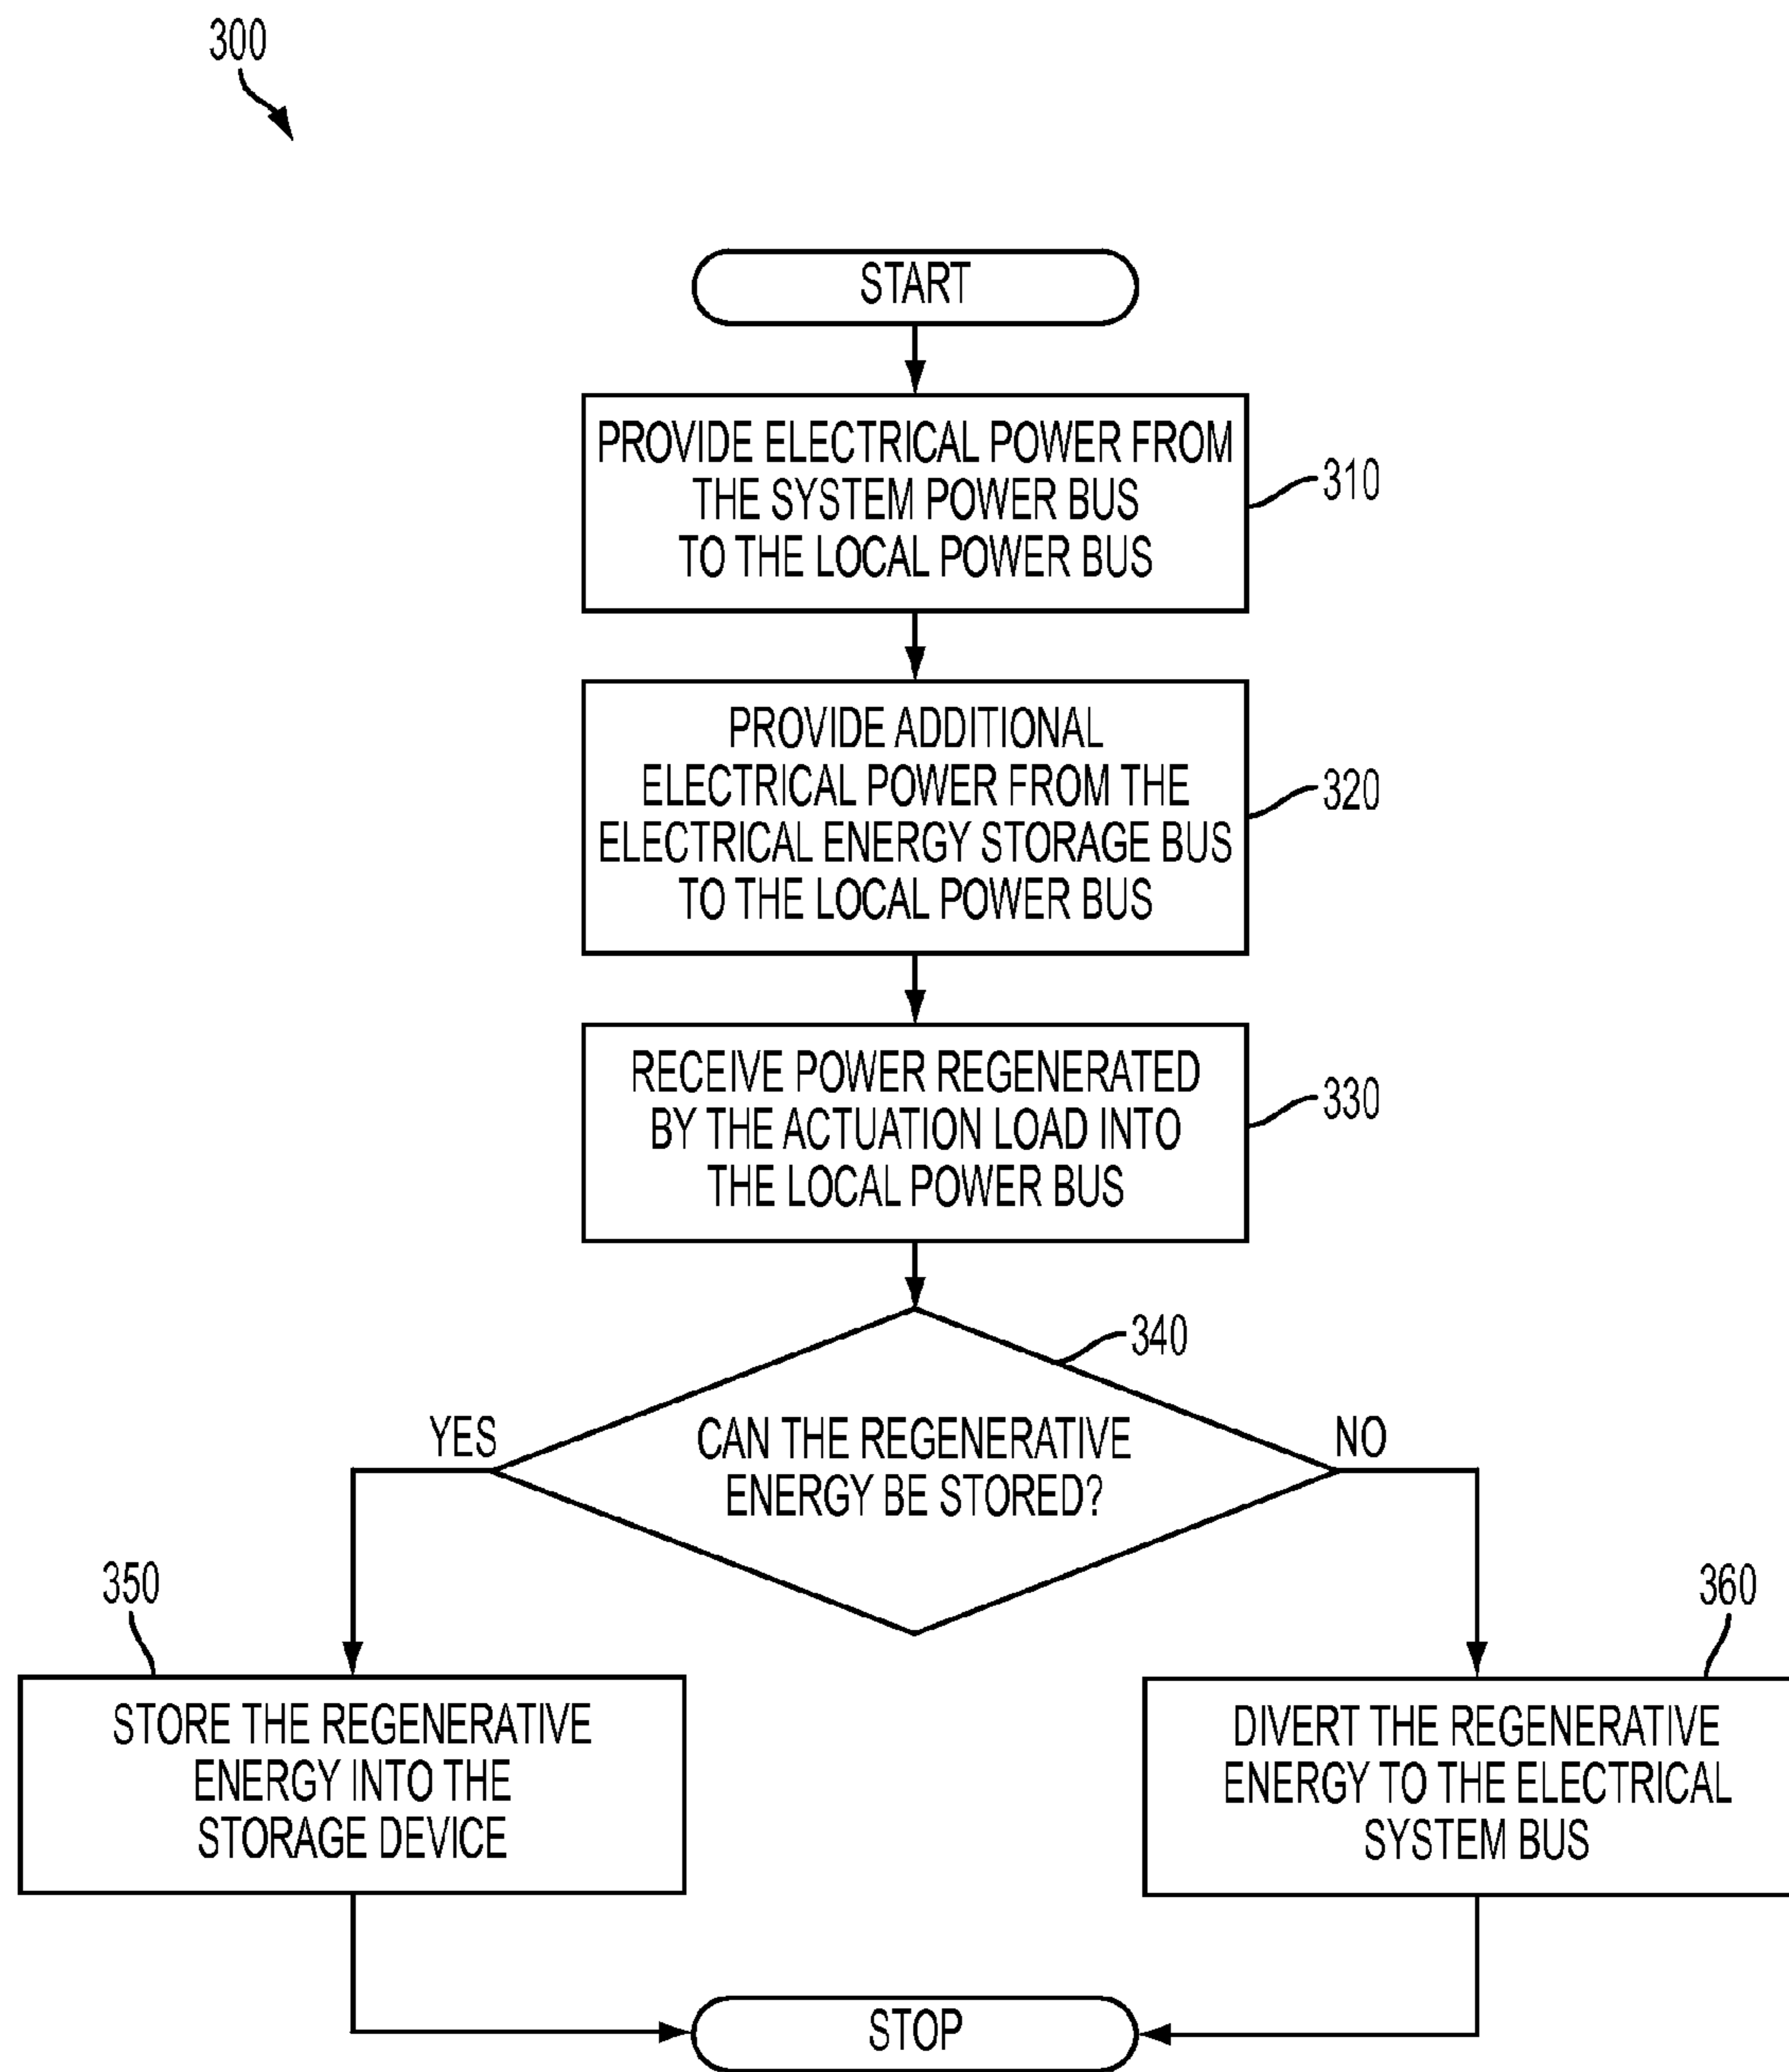 300
START
PROVIDE ELECTRICAL POWER FROM
THE SYSTEM POWER BUS
TO THE LOCAL POWER BUS
310
PROVIDE ADDITIONAL
ELECTRICAL POWER FROM THE
ELECTRICAL ENERGY STORAGE BUS
TO THE LOCAL POWER BUS
320
RECEIVE POWER REGENERATED
BY THE ACTUATION LOAD INTO
THE LOCAL POWER BUS
330
340
YES
CAN THE REGENERATIVE
ENERGY BE STORED?
NO
350
STORE THE REGENERATIVE
ENERGY INTO THE
STORAGE DEVICE
360
DIVERT THE REGENERATIVE
ENERGY TO THE ELECTRICAL
SYSTEM BUS
STOP